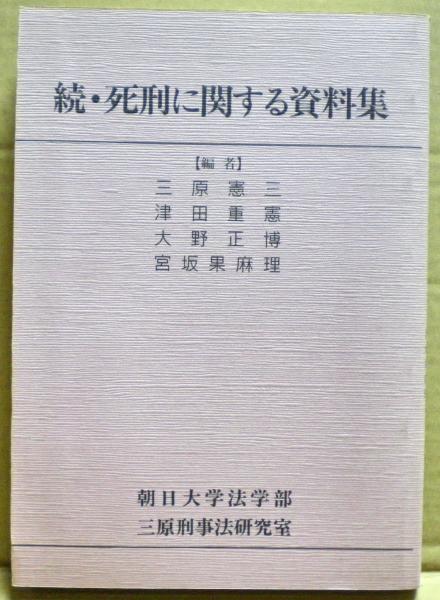 続・死刑に関する資料集
【編者】
三原憲三
津田重憲
大野正博
宮坂果麻理
朝日大学法学部
三原刑事法研究室